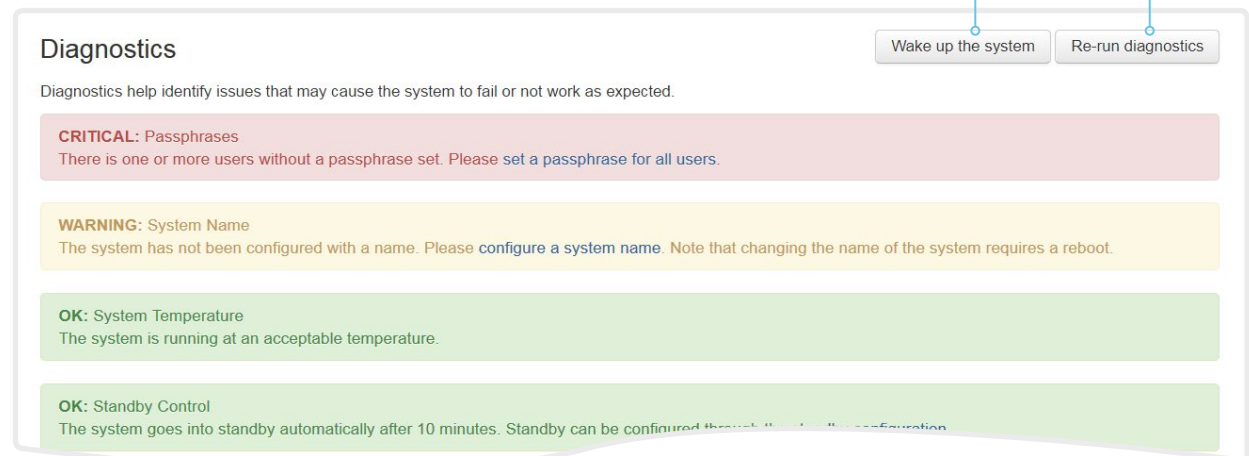 Diagnostics
Wake up the system
Re-run diagnostics
Diagnostics help identify issues that may cause the system to fail or not work as expected.
CRITICAL: Passphrases
There is one or more users without a passphrase set. Please set a passphrase for all users.
WARNING: System Name
The system has not been configured with a name. Please configure a system name. Note that changing the name of the system requires a reboot.
OK: System Temperature
The system is running at an acceptable temperature.
OK: Standby Control
The system goes into standby automatically after 10 minutes. Standby can be configured through